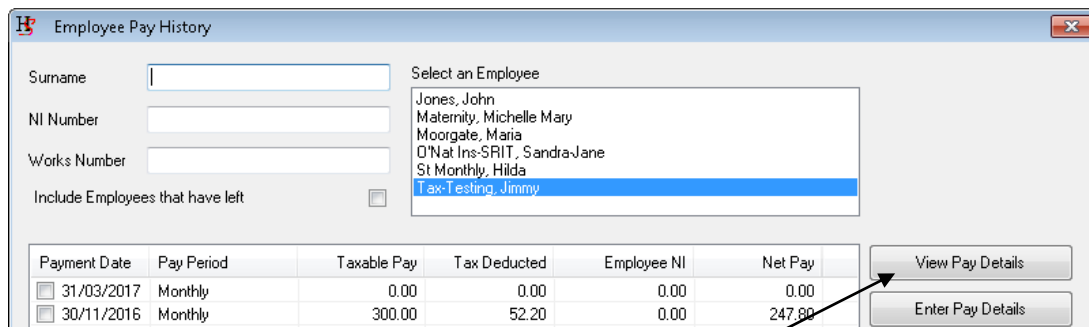 Employee Pay History
Surname
NI Number
Works Number
Include Employees that have left
Select an Employee
Jones, John
Maternity, Michelle Mary
Moorgate, Maria
O'Nat Ins-SRIT, Sandra-Jane
St Monthly, Hilda
Tax-Testing, Jimmy
Payment Date Pay Period Taxable Pay Tax Deducted Employee NI Net Pay
31/03/2017 Monthly 0.00 0.00 0.00 0.00
30/11/2016 Monthly 300.00 52.20 0.00 247.80
View Pay Details
Enter Pay Details